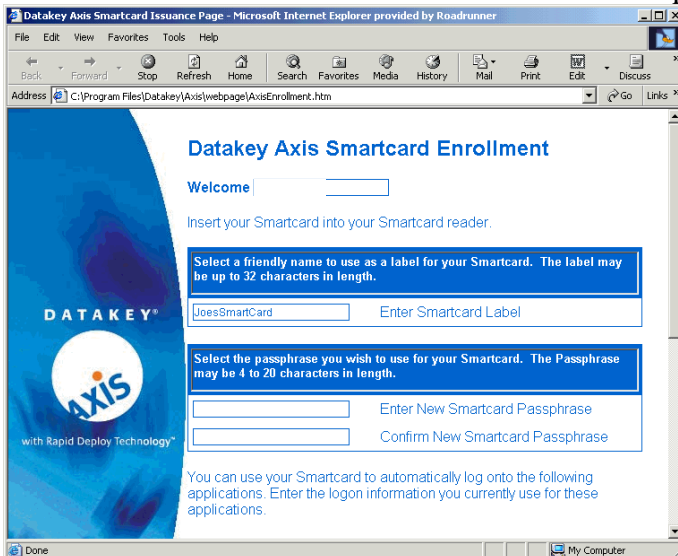 Datakey Axis Smartcard Issuance Page - Microsoft Internet Explorer provided by Roadrunner
File Edit View Favorites Tools Help
Back Forward Stop Refresh Home Search Favorites Media History Mail Print Edit Discuss
Address C:\Program Files\Datakey\Axis\webpage\AxisEnrollment.htm Go Links
Datakey Axis Smartcard Enrollment
Welcome
Insert your Smartcard into your Smartcard reader.
Select a friendly name to use as a label for your Smartcard. The label may
be up to 32 characters in length.
JoesSmartCard Enter Smartcard Label
Select the passphrase you wish to use for your Smartcard. The Passphrase
may be 4 to 20 characters in length.
Enter New Smartcard Passphrase
Confirm New Smartcard Passphrase
You can use your Smartcard to automatically log onto the following
applications. Enter the logon information you currently use for these
applications.
DATAKEY®
AXIS
with Rapid Deploy Technology™
Done My Computer